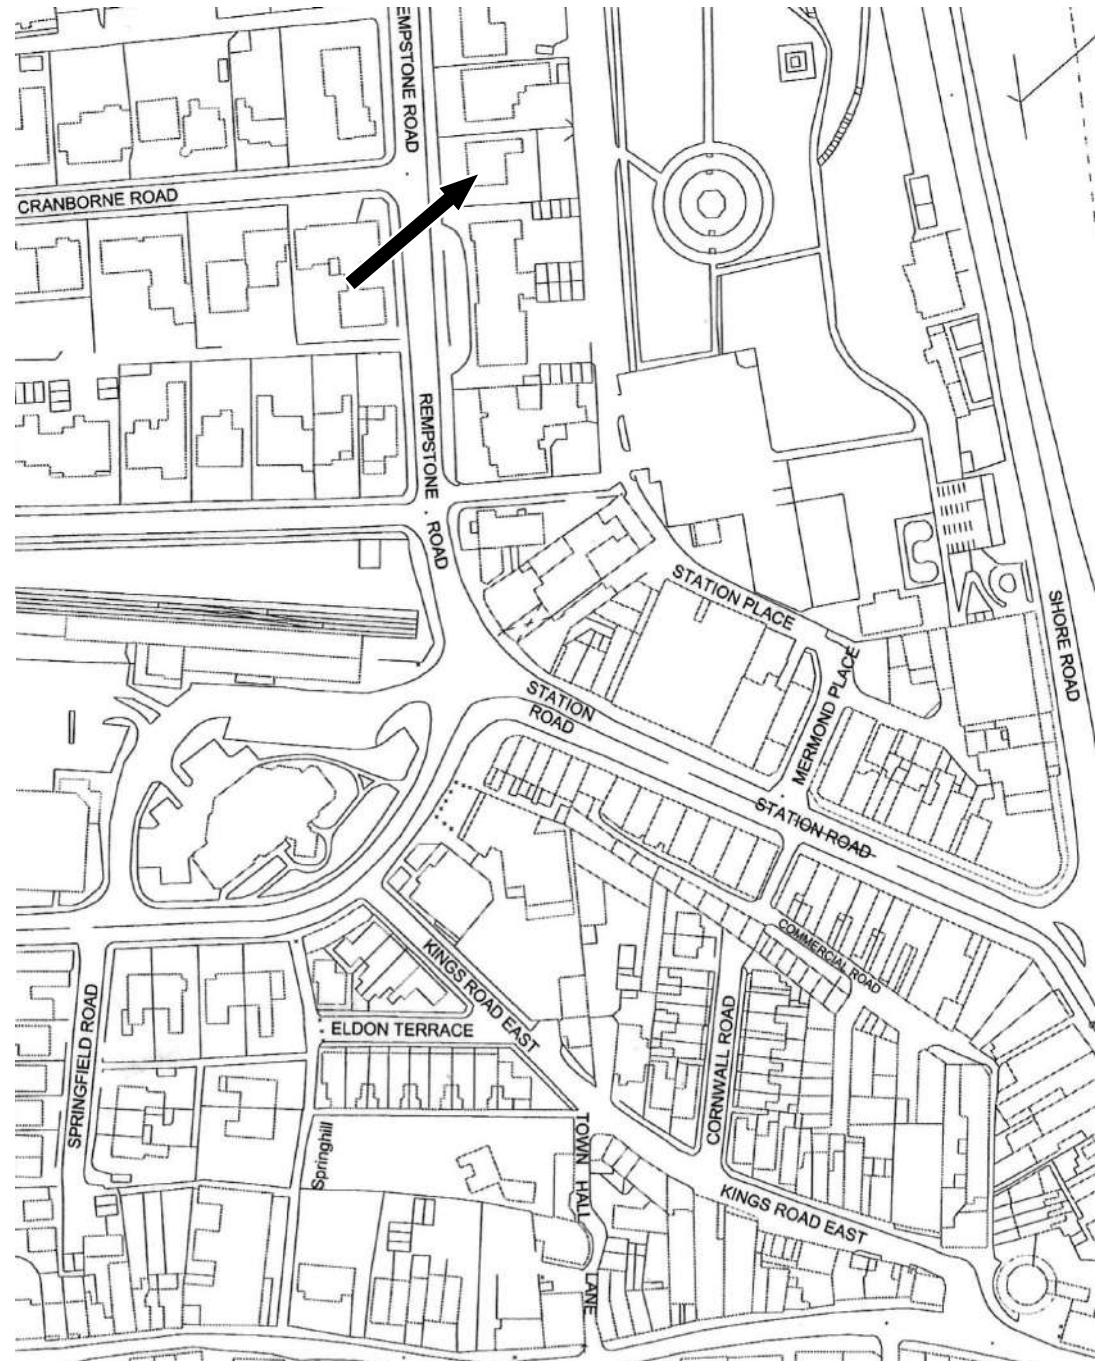 EMPSTONE ROAD
CRANBORNE ROAD
REMPSTONE ROAD
STATION PLACE
SHORE ROAD
MERMOND PLACE
STATION
ROAD
STATION ROAD
COMMERCIAL ROAD
KINGS ROAD EAST
ELDON TERRACE
SPRINGFIELD ROAD
CORNWALL ROAD
Springhill
TOWN HALL LANE
KINGS ROAD EAST